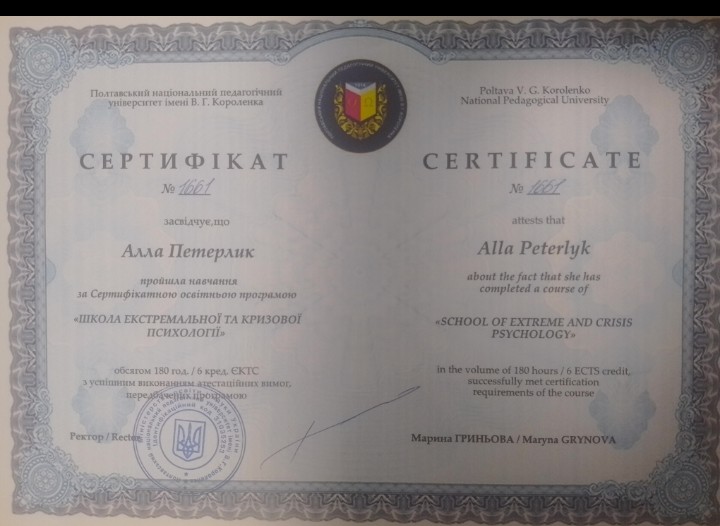 Полтавський національний педагогічний
університет імені В. Г. Короленка
СЕРТИФІКАТ
№ 1661
засвідчує,що
Алла Петерлик
пройшла навчання
за Сертифікатною освітньою програмою
«ШКОЛА ЕКСТРЕМАЛЬНОЇ ТА КРИЗОВОЇ
ПСИХОЛОГІЇ»
обсягом 180 год. / 6 кред. ЄКТС
з успішним виконанням атестаційних вимог,
передбачених програмою
Ректор / Rector
Poltava V. G. Korolenko
National Pedagogical University
CERTIFICATE
№ 1661
attests that
Alla Peterlyk
about the fact that she has
completed a course of
«SCHOOL OF EXTREME AND CRISIS
PSYCHOLOGY»
in the volume of 180 hours / 6 ECTS credit,
successfully met certification
requirements of the course
Марина ГРИНЬОВА / Maryna GRYNOVA